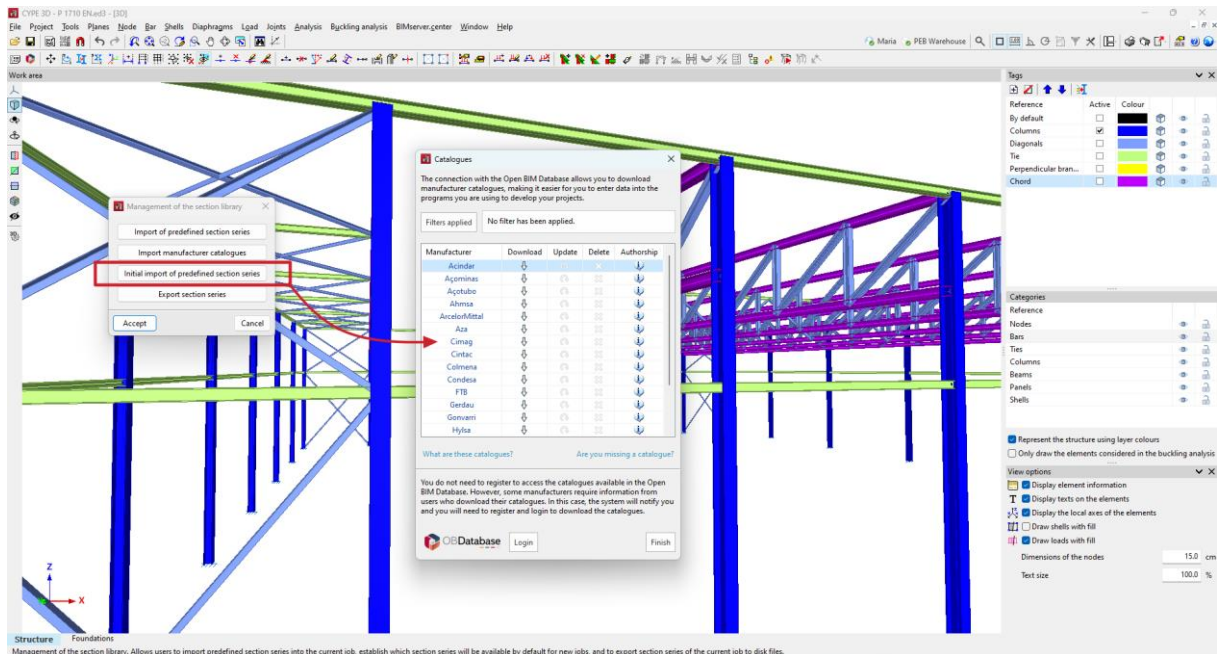 CYPE 3D - P 1710 EN.ed3 - [3D]
File Project Tools Planes Node Bar Shells Diaphragms Load Joints Analysis Buckling analysis BIMserver.center Window Help
Maria PEB Warehouse
Work area
Management of the section library
Import of predefined section series
Import manufacturer catalogues
Initial import of predefined section series
Export section series
Accept Cancel
Catalogues
The connection with the Open BIM Database allows you to download
manufacturer catalogues, making it easier for you to enter data into the
programs you are using to develop your projects.
Filters applied No filter has been applied.
Manufacturer Download Update Delete Authorship
Acindar
Açominas
Açotubo
Ahmsa
ArcelorMittal
Aza
Cimag
Cintac
Colmena
Condesa
FTB
Gerdau
Gonvarri
Hylsa
What are these catalogues? Are you missing a catalogue?
You do not need to register to access the catalogues available in the Open
BIM Database. However, some manufacturers require information from
users who download their catalogues. In this case, the system will notify you
and you will need to register and login to download the catalogues.
OBDatabase Login Finish
Tags
Reference Active Colour
By default
Columns
Diagonals
Tie
Perpendicular bran...
Chord
Categories
Reference
Nodes
Bars
Ties
Columns
Beams
Panels
Shells
Represent the structure using layer colours
Only draw the elements considered in the buckling analysis
View options
Display element information
T Display texts on the elements
Display the local axes of the elements
Draw shells with fill
Draw loads with fill
Dimensions of the nodes 15.0 cm
Text size 100.0 %
Z
X
Structure Foundations
Management of the section library. Allows users to import predefined section series into the current job, establish which section series will be available by default for new jobs, and to export section series of the current job to disk files.